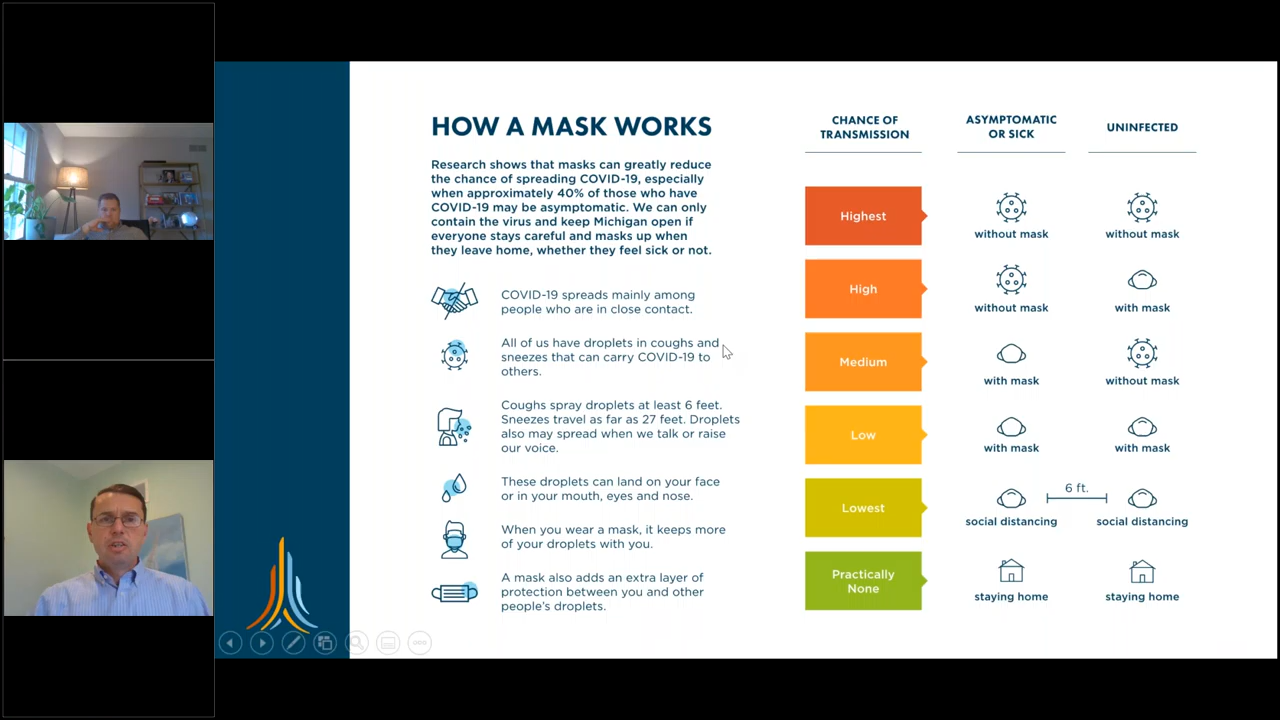 HOW A MASK WORKS
Research shows that masks can greatly reduce
the chance of spreading COVID-19, especially
when approximately 40% of those who have
COVID-19 may be asymptomatic. We can only
contain the virus and keep Michigan open if
everyone stays careful and masks up when
they leave home, whether they feel sick or not.
COVID-19 spreads mainly among
people who are in close contact.
All of us have droplets in coughs and
sneezes that can carry COVID-19 to
others.
Coughs spray droplets at least 6 feet.
Sneezes travel as far as 27 feet. Droplets
also may spread when we talk or raise
our voice.
These droplets can land on your face
or in your mouth, eyes and nose.
When you wear a mask, it keeps more
of your droplets with you.
A mask also adds an extra layer of
protection between you and other
people's droplets.
CHANCE OF
TRANSMISSION
ASYMPTOMATIC
OR SICK
UNINFECTED
Highest
without mask
without mask
High
without mask
with mask
Medium
with mask
without mask
Low
with mask
with mask
Lowest
6 ft.
social distancing
social distancing
Practically
None
staying home
staying home